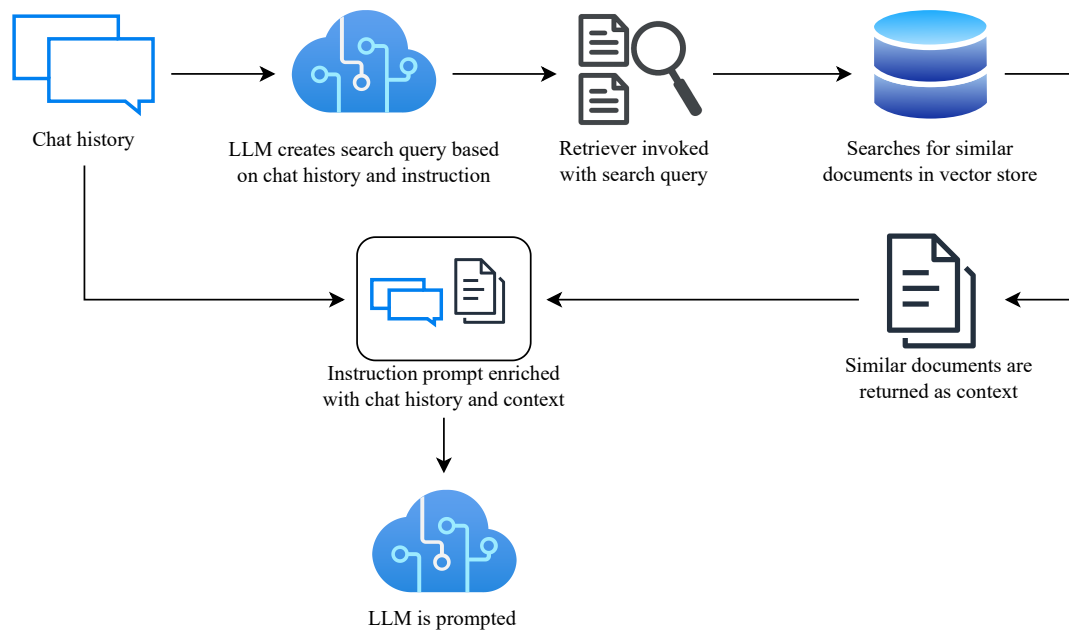 Chat history
LLM creates search query based
on chat history and instruction
Retriever invoked
with search query
Searches for similar
documents in vector store
Instruction prompt enriched
with chat history and context
Similar documents are
returned as context
LLM is prompted